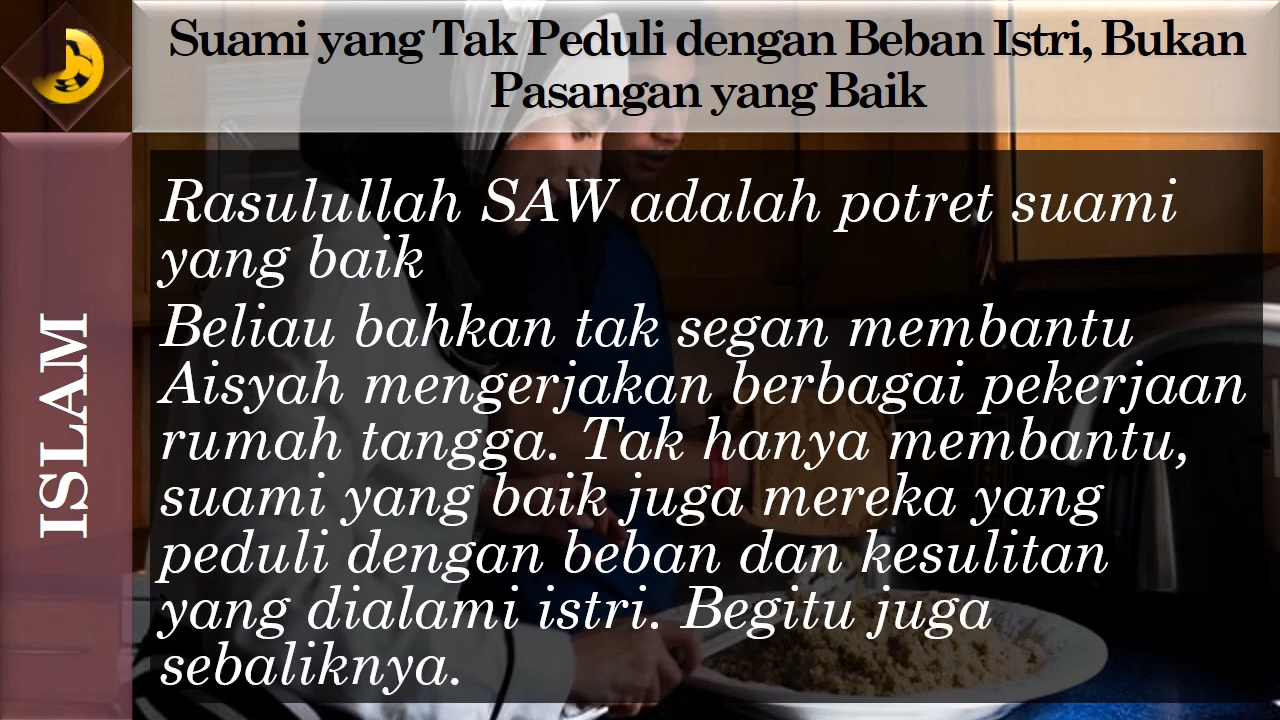 Suami yang Tak Peduli dengan Beban Istri, Bukan
Pasangan yang Baik
ISLAM
Rasulullah SAW adalah potret suami
yang baik
Beliau bahkan tak segan membantu
Aisyah mengerjakan berbagai pekerjaan
rumah tangga. Tak hanya membantu,
suami yang baik juga mereka yang
peduli dengan beban dan kesulitan
yang dialami istri. Begitu juga
sebaliknya.